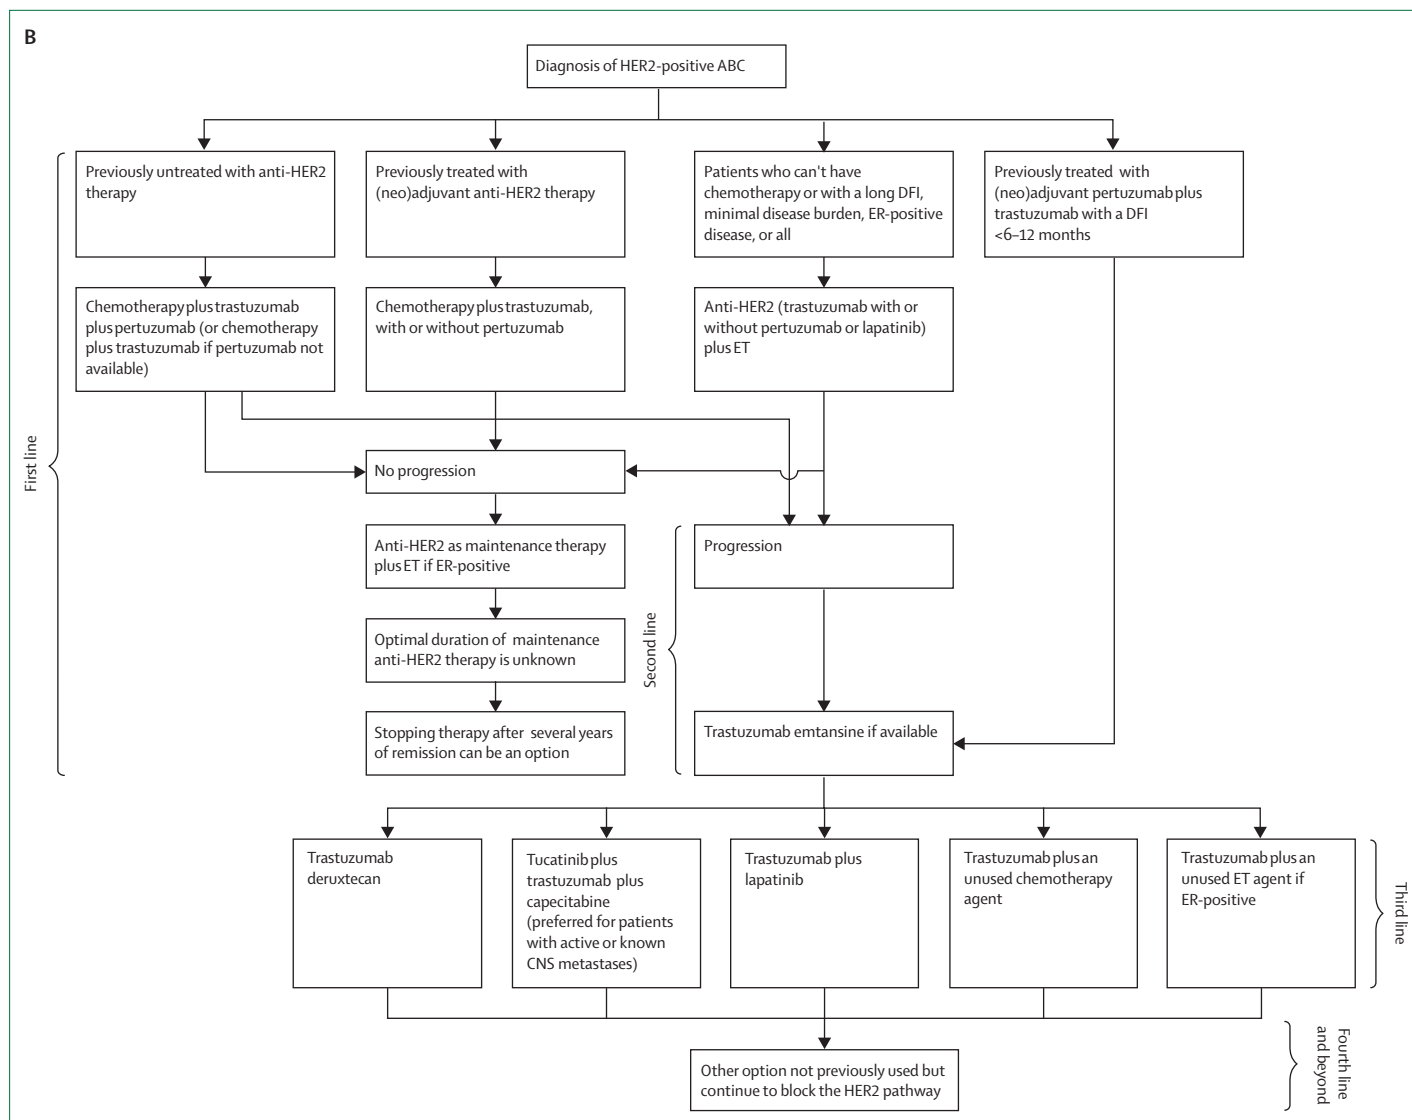 B
Diagnosis of HER2-positive ABC
Previously untreated with anti-HER2
therapy
Previously treated with
(neo)adjuvant anti-HER2 therapy
Patients who can't have
chemotherapy or with a long DFI,
minimal disease burden, ER-positive
disease, or all
Previously treated with
(neo)adjuvant pertuzumab plus
trastuzumab with a DFI
<6–12 months
Chemotherapy plus trastuzumab
plus pertuzumab (or chemotherapy
plus trastuzumab if pertuzumab not
available)
Chemotherapy plus trastuzumab,
with or without pertuzumab
Anti-HER2 (trastuzumab with or
without pertuzumab or lapatinib)
plus ET
First line
No progression
Anti-HER2 as maintenance therapy
plus ET if ER-positive
Progression
Optimal duration of maintenance
anti-HER2 therapy is unknown
Second line
Stopping therapy after several years
of remission can be an option
Trastuzumab emtansine if available
Trastuzumab
deruxtecan
Tucatinib plus
trastuzumab plus
capecitabine
(preferred for patients
with active or known
CNS metastases)
Trastuzumab plus
lapatinib
Trastuzumab plus an
unused chemotherapy
agent
Trastuzumab plus an
unused ET agent if
ER-positive
Third line
Other option not previously used but
continue to block the HER2 pathway
Fourth line
and beyond